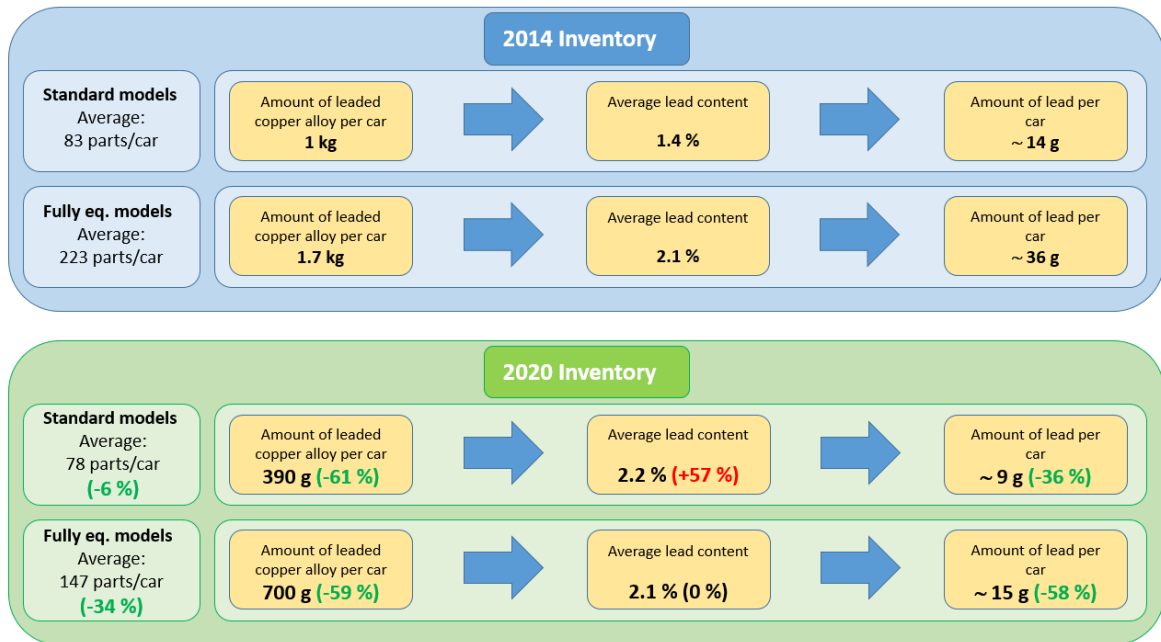 2014 Inventory
Standard models
Average:
83 parts/car
Amount of leaded
copper alloy per car
1 kg
Average lead content
1.4 %
Amount of lead per
car
~ 14 g
Fully eq. models
Average:
223 parts/car
Amount of leaded
copper alloy per car
1.7 kg
Average lead content
2.1 %
Amount of lead per
car
~ 36 g
2020 Inventory
Standard models
Average:
78 parts/car
(-6 %)
Amount of leaded
copper alloy per car
390 g (-61 %)
Average lead content
2.2 % (+57 %)
Amount of lead per
car
~ 9 g (-36 %)
Fully eq. models
Average:
147 parts/car
(-34 %)
Amount of leaded
copper alloy per car
700 g (-59 %)
Average lead content
2.1 % (0 %)
Amount of lead per
car
~ 15 g (-58 %)